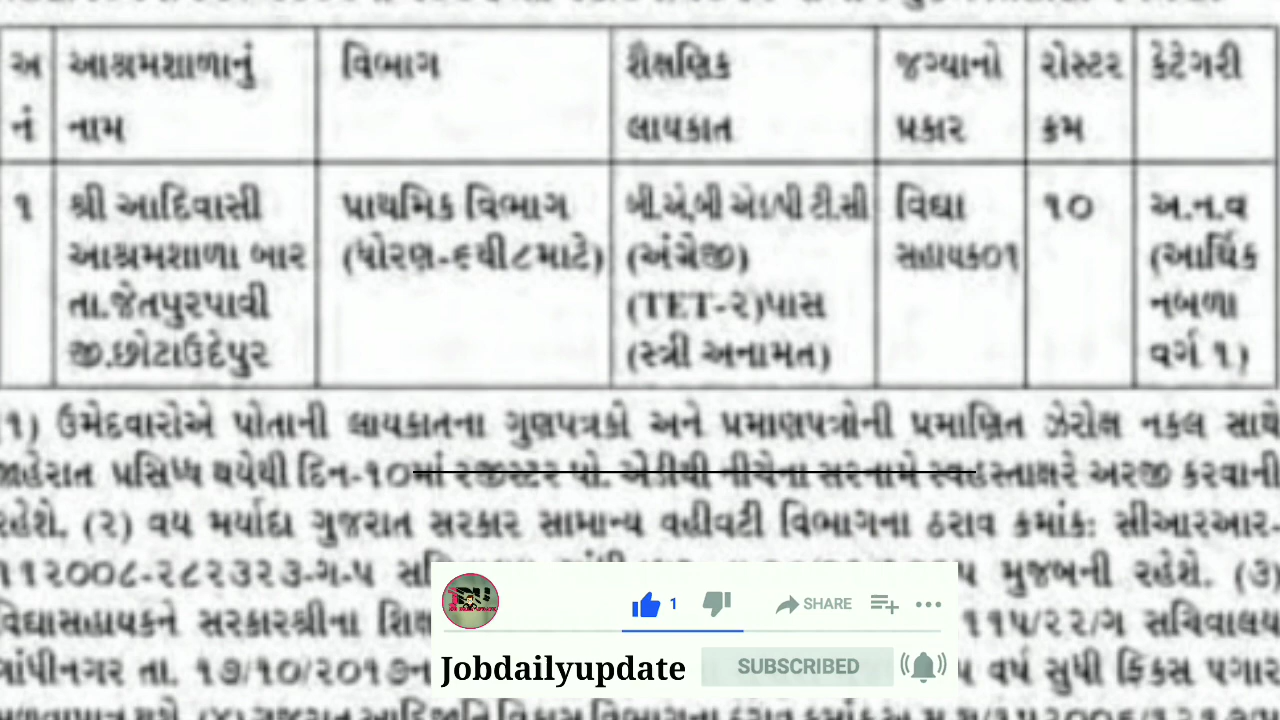 અ આશ્રમશાળાનું વિભાગ શૈક્ષણિક જગ્યાનો રોસ્ટર કેટેગરી
નં નામ લાયકાત પ્રકાર ક્રમ
૧ શ્રી આદિવાસી પ્રાથમિક વિભાગ બી.એ,બી એડ/પી.ટી.સી વિદ્યા ૧૦ અ.ન.વ
આશ્રમશાળા બાર (ધોરણ-૬થી૮માટે) (અંગ્રેજી) સહાયક૦૧ (આર્થિક
તા.જેતપુરપાવી (TET-૨)પાસ નબળા
જી.છોટાઉદેપુર (સ્ત્રી અનામત) વર્ગ ૧)
૧) ઉમેદવારોએ પોતાની લાયકાતના ગુણપત્રકો અને પ્રમાણપત્રોની પ્રમાણિત ઝેરોક્ષ નકલ સાથે
જાહેરાત પ્રસિધ્ધ થયેથી દિન-૧૦માં રજીસ્ટર પો. એડીથી નીચેના સરનામે સ્વહસ્તાક્ષરે અરજી કરવાની
રહેશે. (૨) વય મર્યાદા ગુજરાત સરકાર સામાન્ય વહીવટી વિભાગના ઠરાવ ક્રમાંક: સીઆરઆર-
૧૧૨૦૦૮-૨૮૨૩૨૩-ગ-૫ મુજબની રહેશે. (૩)
વિદ્યાસહાયકને સરકારશ્રીના ૧૧૫/૨૨/ગ સચિવાલય
ગાંધીનગર તા. ૧૭/૧૦/૨૦૧૭ના વર્ષ સુધી ફિક્સ પગાર
1 SHARE
Jobdailyupdate SUBSCRIBED